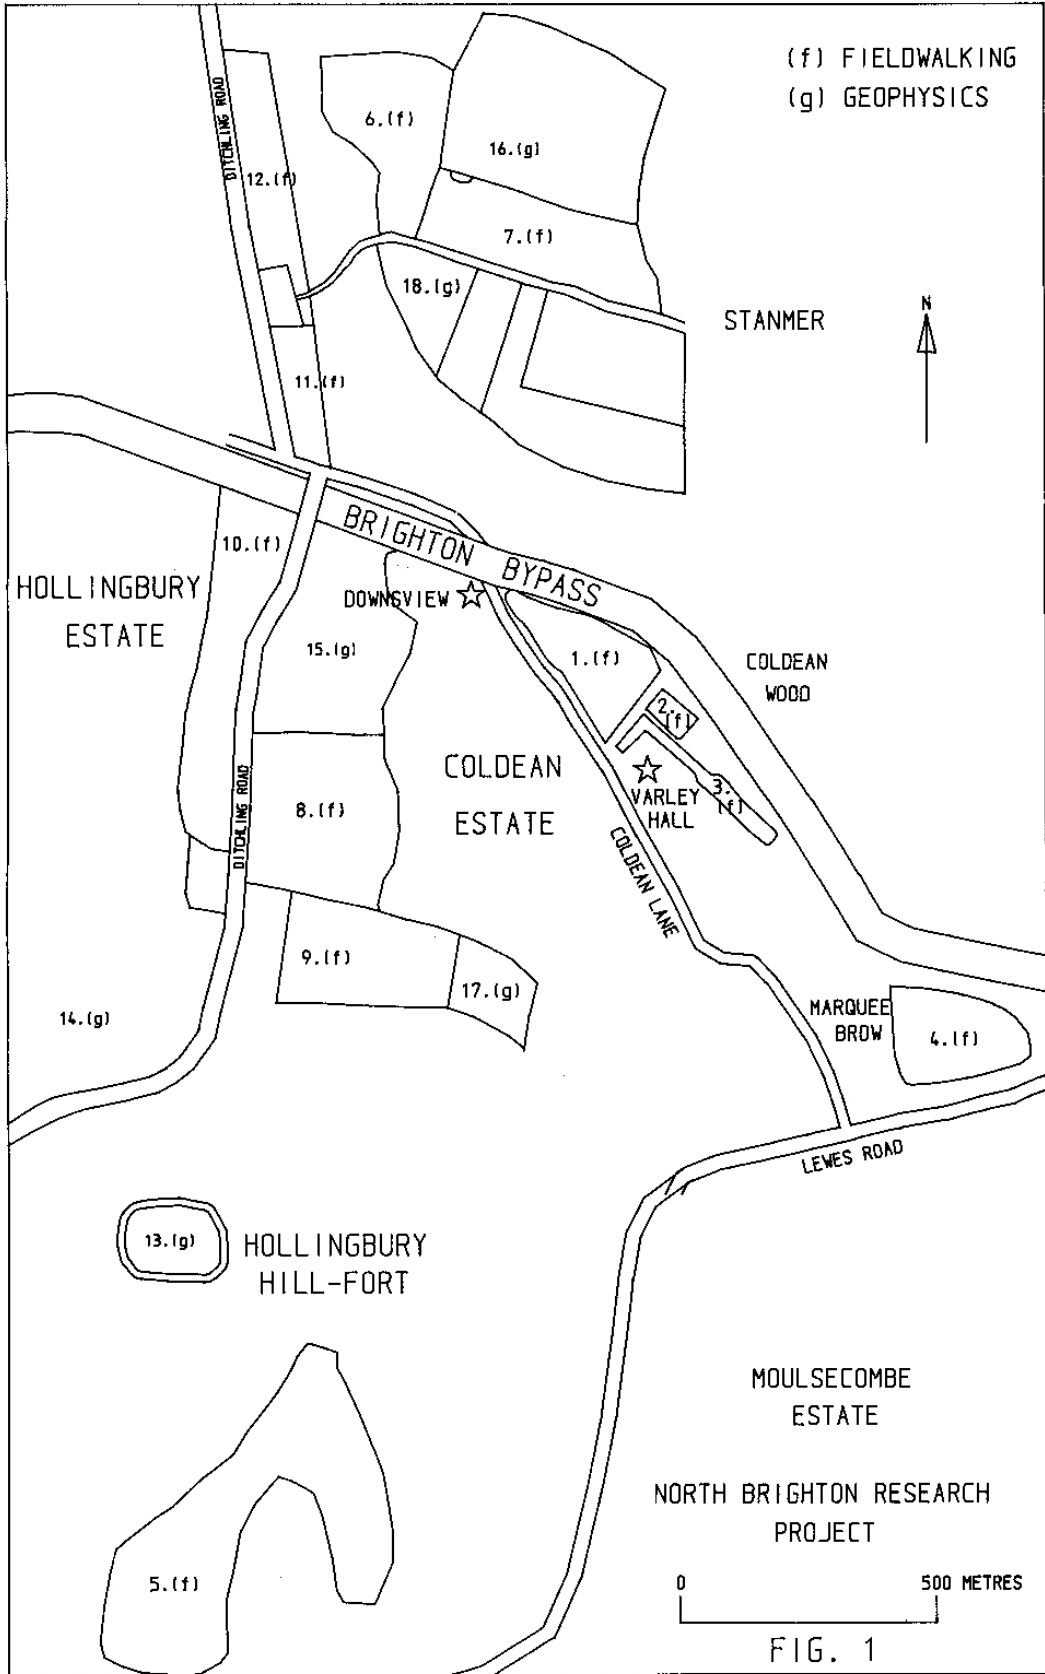 (f) FIELDWALKING
(g) GEOPHYSICS
DITCHLING ROAD
6.(f)
16.(g)
12.(f)
7.(f)
18.(g)
STANMER
N
11.(f)
BRIGHTON BYPASS
10.(f)
HOLLINGBURY
ESTATE
DOWNSVIEW
15.(g)
1.(f)
COLDEAN
WOOD
2.(f)
COLDEAN
ESTATE
VARLEY
HALL
3.(f)
DITCHLING ROAD
8.(f)
COLDEAN LANE
9.(f)
17.(g)
14.(g)
MARQUEE
BROW
4.(f)
LEWES ROAD
13.(g)
HOLLINGBURY
HILL-FORT
MOULSECOMBE
ESTATE
NORTH BRIGHTON RESEARCH
PROJECT
5.(f)
0 500 METRES
FIG. 1